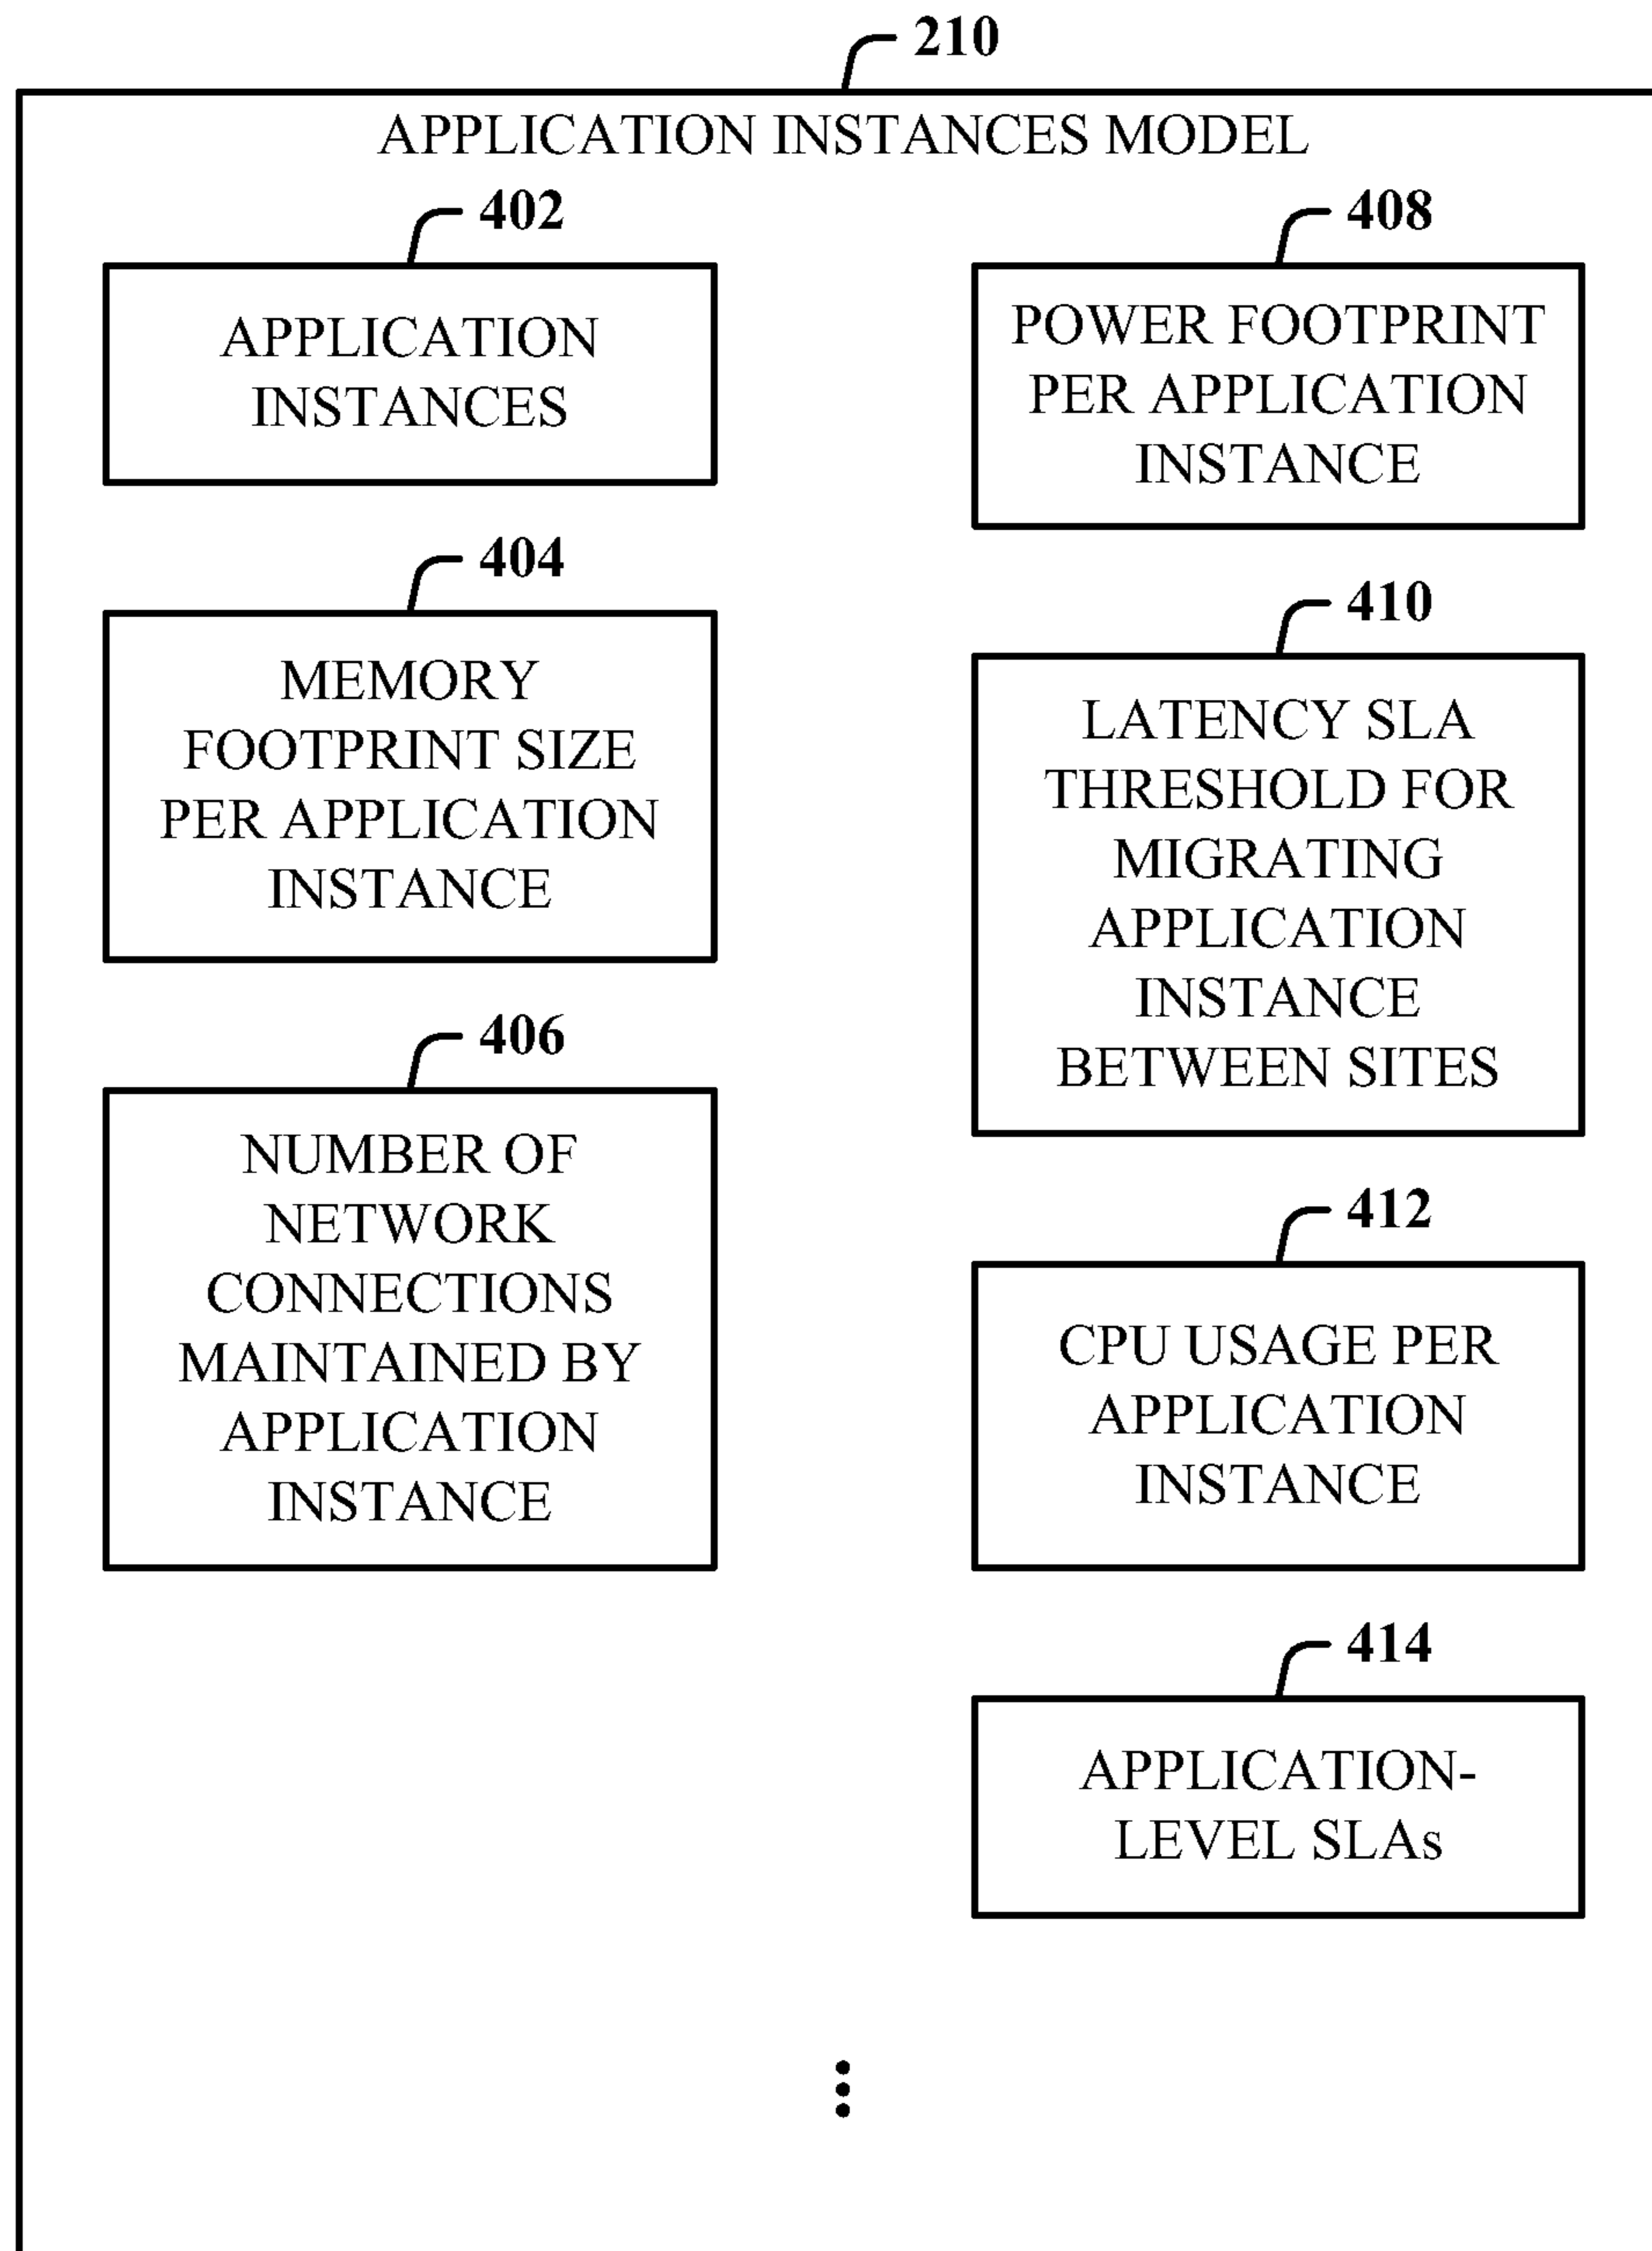 210
APPLICATION INSTANCES MODEL
402
APPLICATION
INSTANCES
404
MEMORY
FOOTPRINT SIZE
PER APPLICATION
INSTANCE
406
NUMBER OF
NETWORK
CONNECTIONS
MAINTAINED BY
APPLICATION
INSTANCE
408
POWER FOOTPRINT
PER APPLICATION
INSTANCE
410
LATENCY SLA
THRESHOLD FOR
MIGRATING
APPLICATION
INSTANCE
BETWEEN SITES
412
CPU USAGE PER
APPLICATION
INSTANCE
414
APPLICATION-
LEVEL SLAs